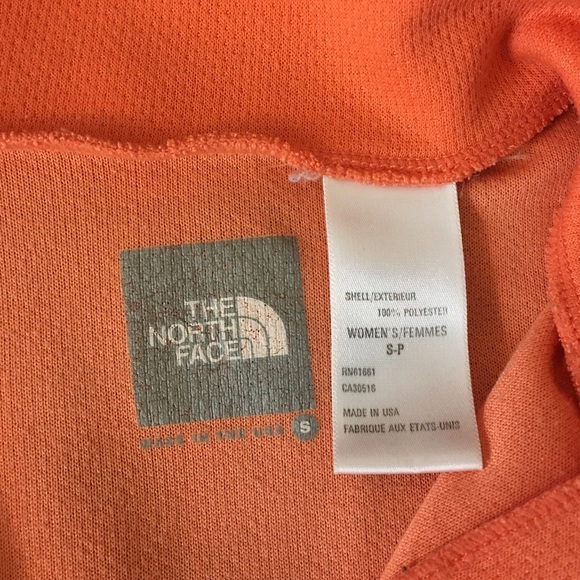 THE
NORTH
FACE
MADE IN THE USA
S
SHELL/EXTERIEUR
100% POLYESTER
WOMEN'S/FEMMES
S-P
RN61661
CA30516
MADE IN USA
FABRIQUE AUX ETATS-UNIS